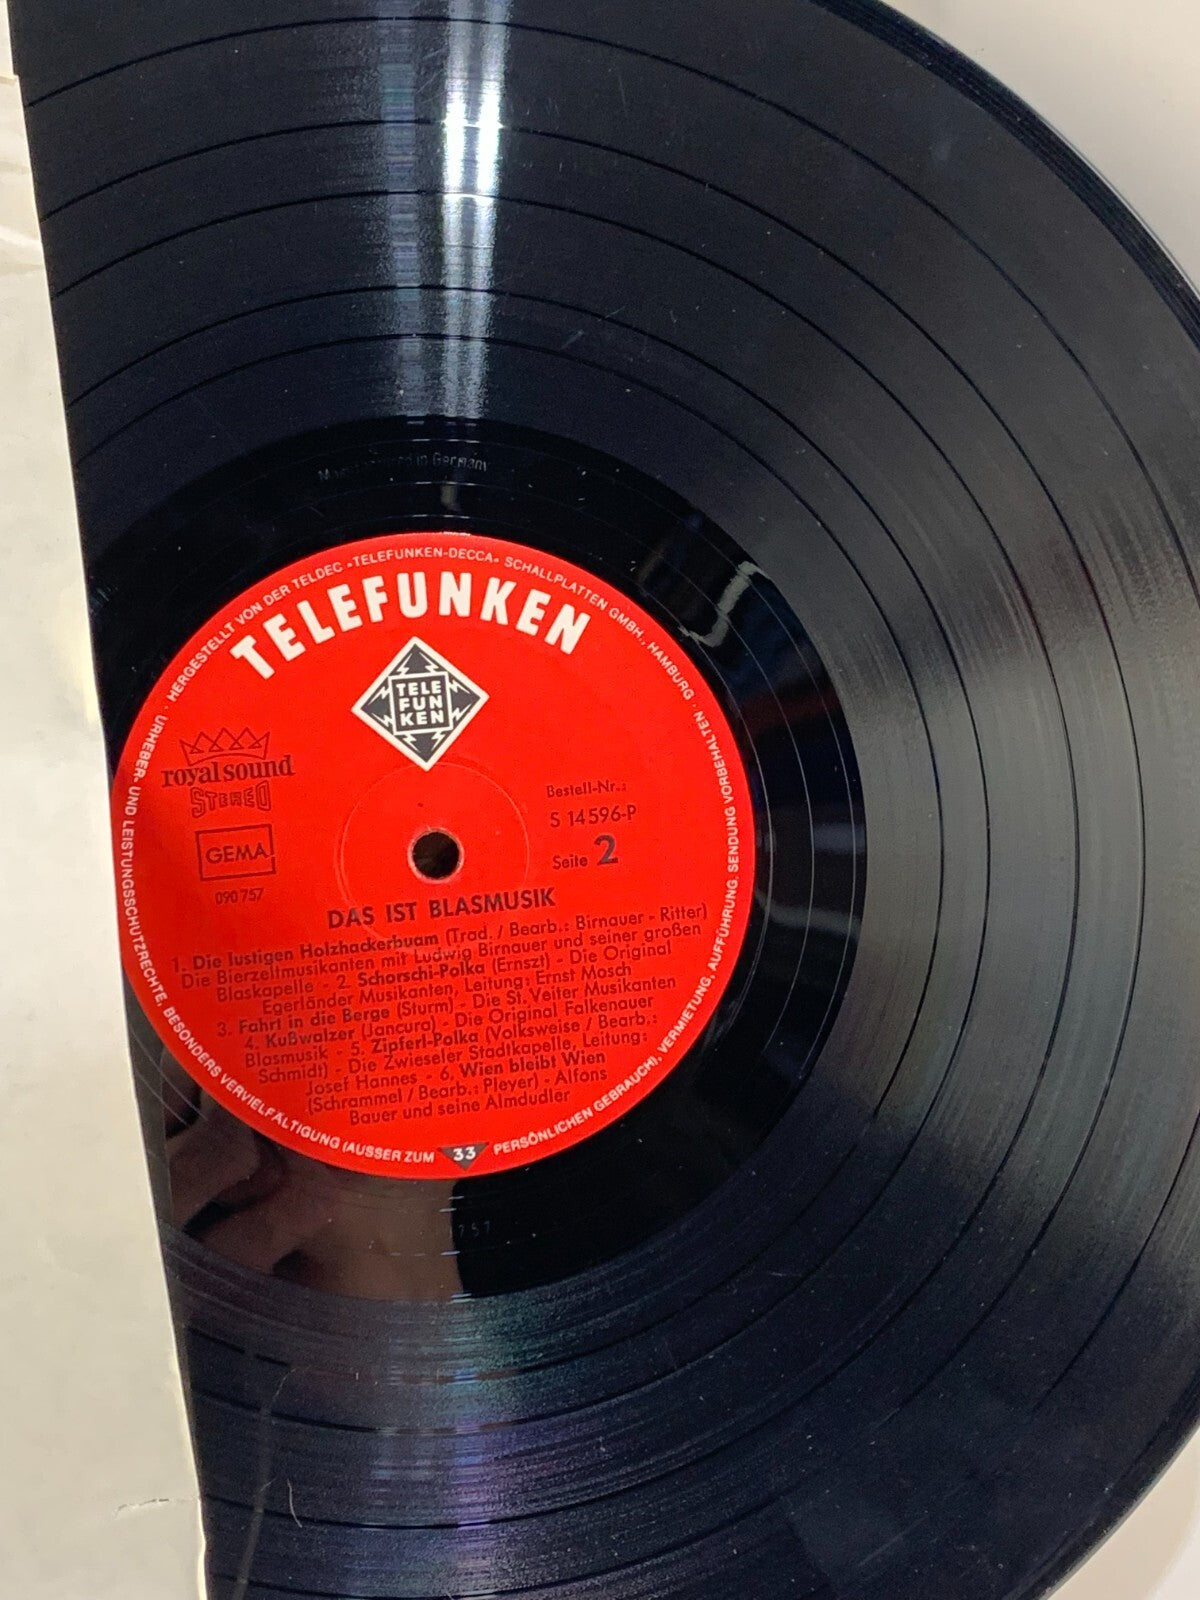 in Germany
HERGESTELLT VON DER TELDEC »TELEFUNKEN-DECCA« SCHALLPLATTEN GMBH., HAMBURG ·
URHEBER- UND LEISTUNGSSCHUTZRECHTE, BESONDERS VERVIELFÄLTIGUNG (AUSSER ZUM
PERSÖNLICHEN GEBRAUCH), VERMIETUNG, AUFFÜHRUNG, SENDUNG VORBEHALTEN ·
TELEFUNKEN
TELE
FUN
KEN
royal sound
STEREO
GEMA
090 757
Bestell-Nr.:
S 14596-P
Seite 2
DAS IST BLASMUSIK
1. Die lustigen Holzhackerbuam (Trad. / Bearb.: Birnauer - Ritter)
Die Bierzeltmusikanten mit Ludwig Birnauer und seiner großen
Blaskapelle - 2. Schorschi-Polka (Ernszt) - Die Original
Egerländer Musikanten, Leitung: Ernst Mosch
3. Fahrt in die Berge (Sturm) - Die St. Veiter Musikanten
4. Kußwalzer (Jancura) - Die Original Falkenauer
Blasmusik - 5. Zipferl-Polka (Volksweise / Bearb.:
Schmidt) - Die Zwieseler Stadtkapelle, Leitung:
Josef Hannes - 6. Wien bleibt Wien
(Schrammel / Bearb.: Pleyer) - Alfons
Bauer und seine Almdudler
33